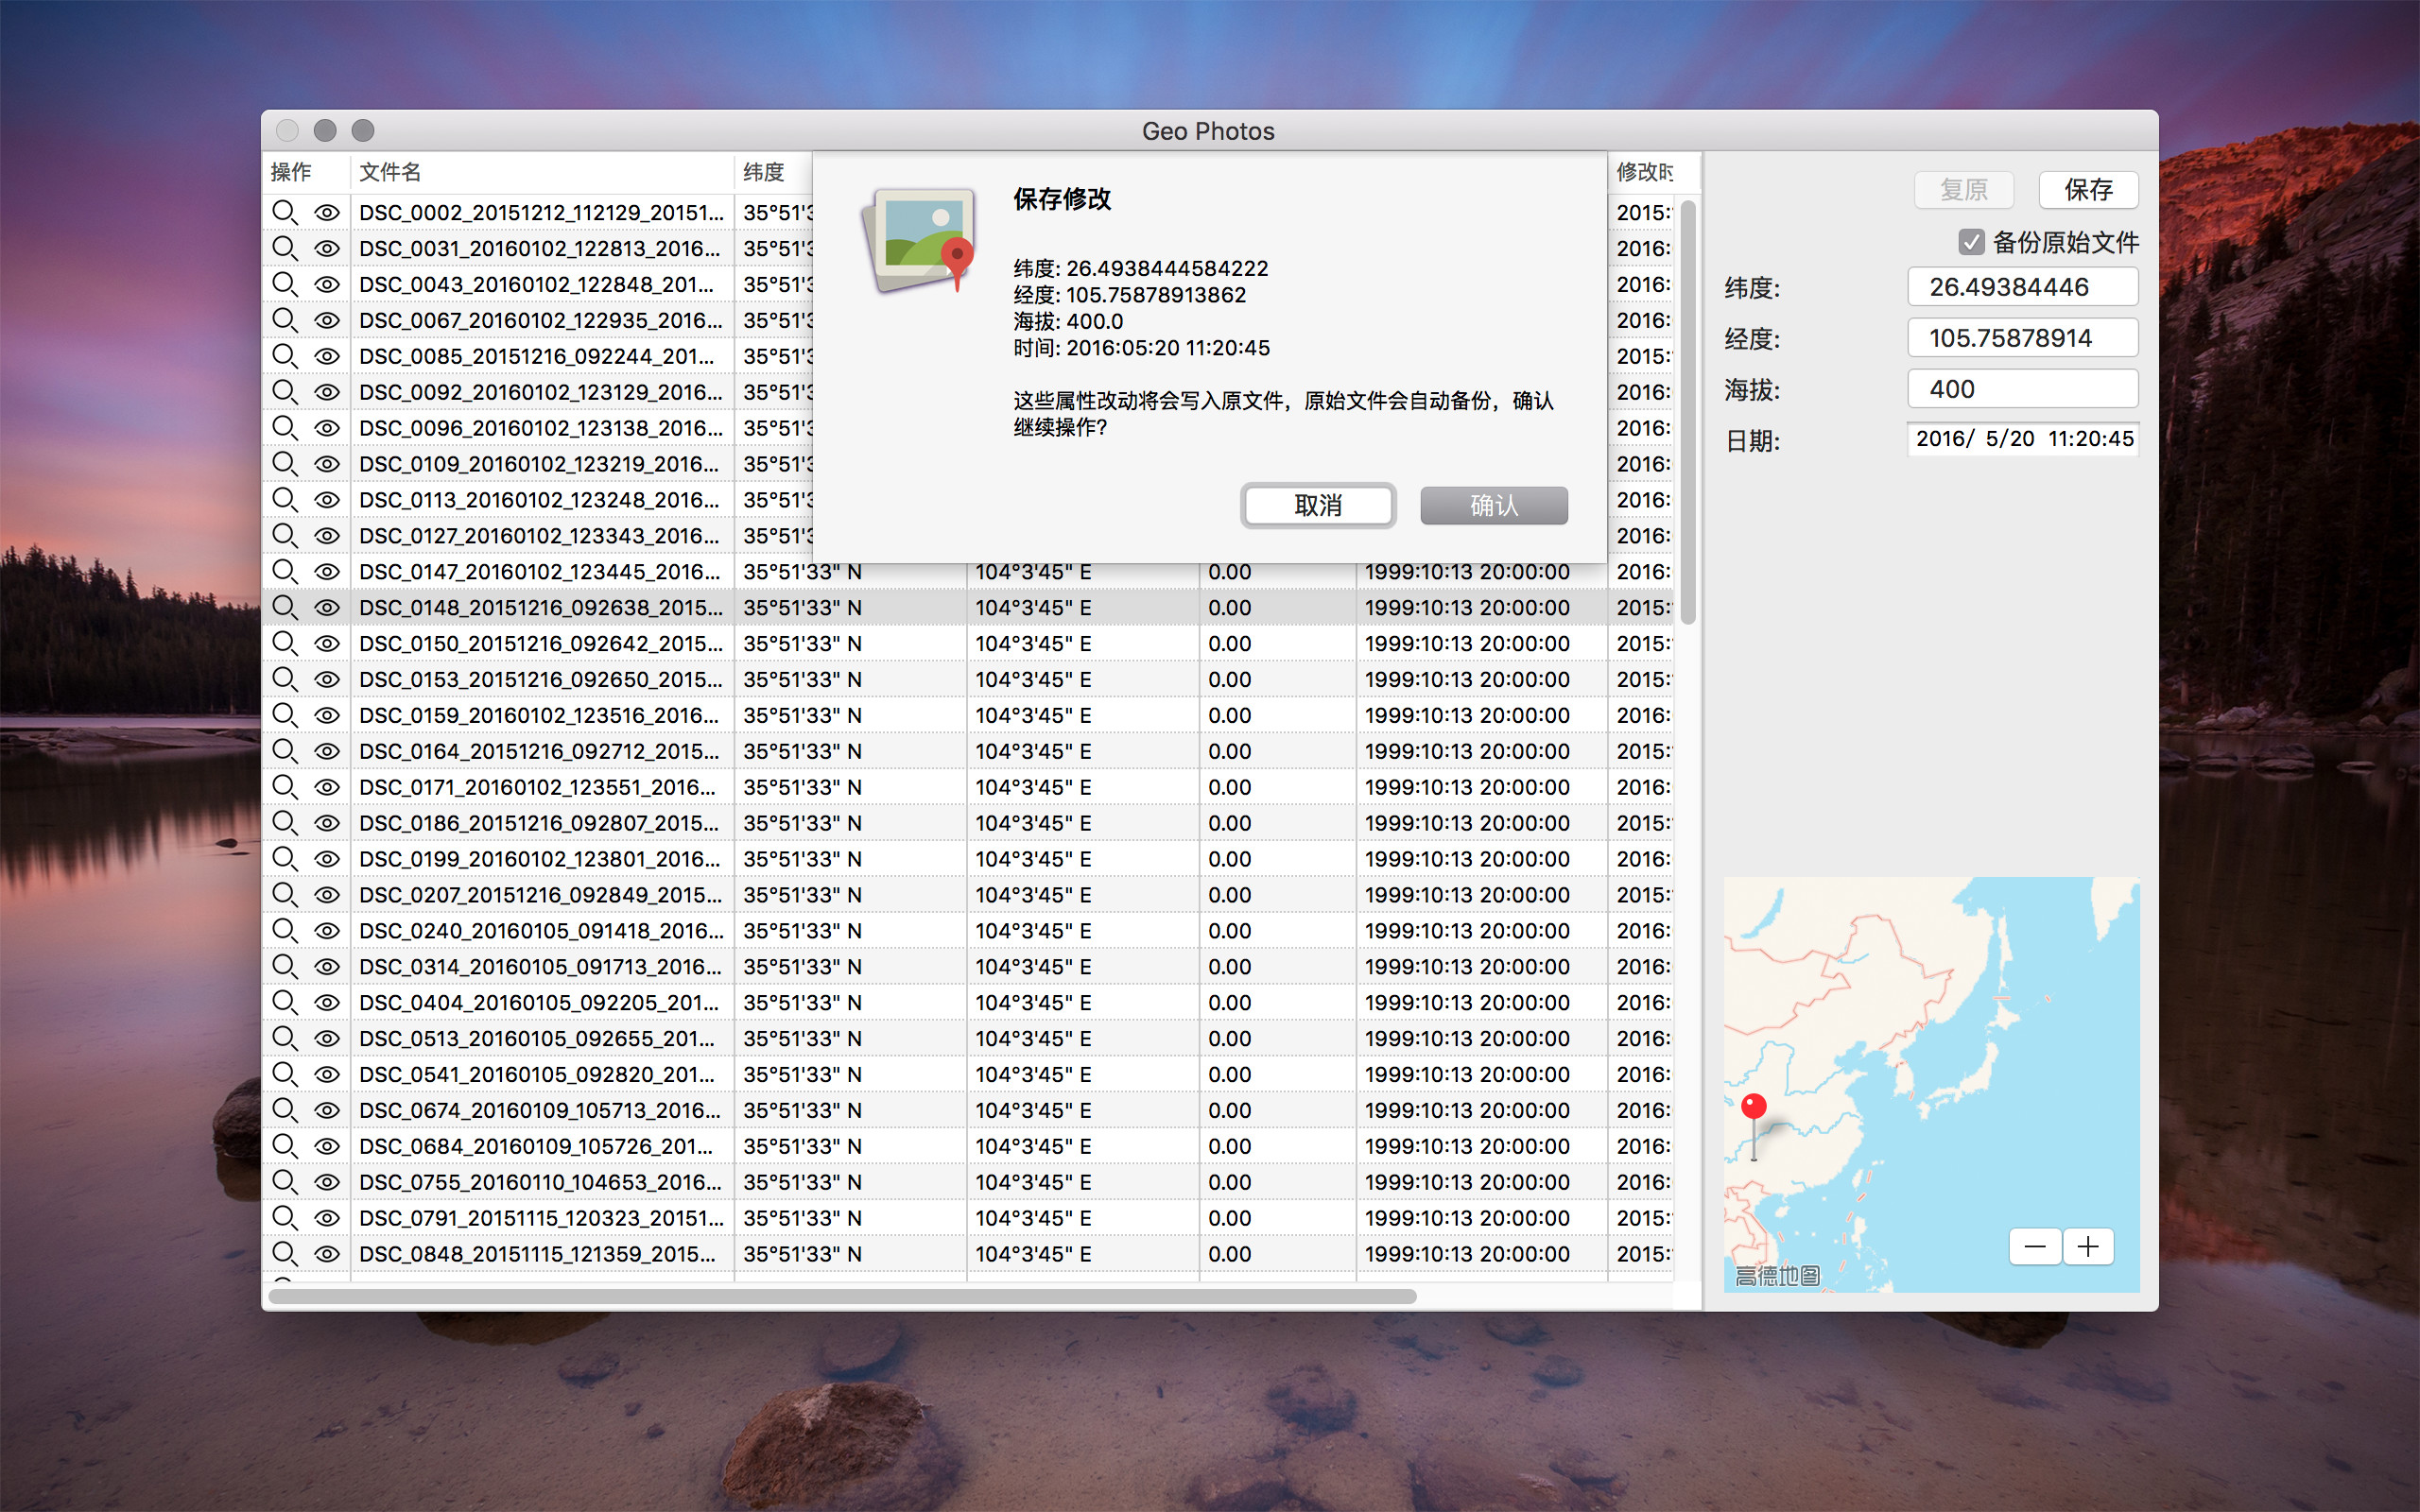 Geo Photos
操作 文件名 纬度 修改时
复原 保存
备份原始文件
纬度: 26.49384446
经度: 105.75878914
海拔: 400
日期: 2016/ 5/20 11:20:45
保存修改
纬度: 26.4938444584222
经度: 105.75878913862
海拔: 400.0
时间: 2016:05:20 11:20:45
这些属性改动将会写入原文件，原始文件会自动备份，确认
继续操作?
取消 确认
DSC_0002_20151212_112129_20151... 35°51'3 2015:
DSC_0031_20160102_122813_2016... 35°51'3 2016:
DSC_0043_20160102_122848_201... 35°51'3 2016:
DSC_0067_20160102_122935_2016... 35°51'3 2016:
DSC_0085_20151216_092244_201... 35°51'3 2015:
DSC_0092_20160102_123129_2016... 35°51'3 2016:
DSC_0096_20160102_123138_2016... 35°51'3 2016:
DSC_0109_20160102_123219_2016... 35°51'3 2016:
DSC_0113_20160102_123248_2016... 35°51'3 2016:
DSC_0127_20160102_123343_2016... 35°51'3 2016:
DSC_0147_20160102_123445_2016... 35°51'33" N 104°3'45" E 0.00 1999:10:13 20:00:00 2016:
DSC_0148_20151216_092638_2015... 35°51'33" N 104°3'45" E 0.00 1999:10:13 20:00:00 2015:
DSC_0150_20151216_092642_2015... 35°51'33" N 104°3'45" E 0.00 1999:10:13 20:00:00 2015:
DSC_0153_20151216_092650_2015... 35°51'33" N 104°3'45" E 0.00 1999:10:13 20:00:00 2015:
DSC_0159_20160102_123516_2016... 35°51'33" N 104°3'45" E 0.00 1999:10:13 20:00:00 2016:
DSC_0164_20151216_092712_2015... 35°51'33" N 104°3'45" E 0.00 1999:10:13 20:00:00 2015:
DSC_0171_20160102_123551_2016... 35°51'33" N 104°3'45" E 0.00 1999:10:13 20:00:00 2016:
DSC_0186_20151216_092807_2015... 35°51'33" N 104°3'45" E 0.00 1999:10:13 20:00:00 2015:
DSC_0199_20160102_123801_2016... 35°51'33" N 104°3'45" E 0.00 1999:10:13 20:00:00 2016:
DSC_0207_20151216_092849_2015... 35°51'33" N 104°3'45" E 0.00 1999:10:13 20:00:00 2015:
DSC_0240_20160105_091418_2016... 35°51'33" N 104°3'45" E 0.00 1999:10:13 20:00:00 2016:
DSC_0314_20160105_091713_2016... 35°51'33" N 104°3'45" E 0.00 1999:10:13 20:00:00 2016:
DSC_0404_20160105_092205_201... 35°51'33" N 104°3'45" E 0.00 1999:10:13 20:00:00 2016:
DSC_0513_20160105_092655_201... 35°51'33" N 104°3'45" E 0.00 1999:10:13 20:00:00 2016:
DSC_0541_20160105_092820_201... 35°51'33" N 104°3'45" E 0.00 1999:10:13 20:00:00 2016:
DSC_0674_20160109_105713_2016... 35°51'33" N 104°3'45" E 0.00 1999:10:13 20:00:00 2016:
DSC_0684_20160109_105726_201... 35°51'33" N 104°3'45" E 0.00 1999:10:13 20:00:00 2016:
DSC_0755_20160110_104653_2016... 35°51'33" N 104°3'45" E 0.00 1999:10:13 20:00:00 2016:
DSC_0791_20151115_120323_20151... 35°51'33" N 104°3'45" E 0.00 1999:10:13 20:00:00 2015:
DSC_0848_20151115_121359_2015... 35°51'33" N 104°3'45" E 0.00 1999:10:13 20:00:00 2015:
高德地图